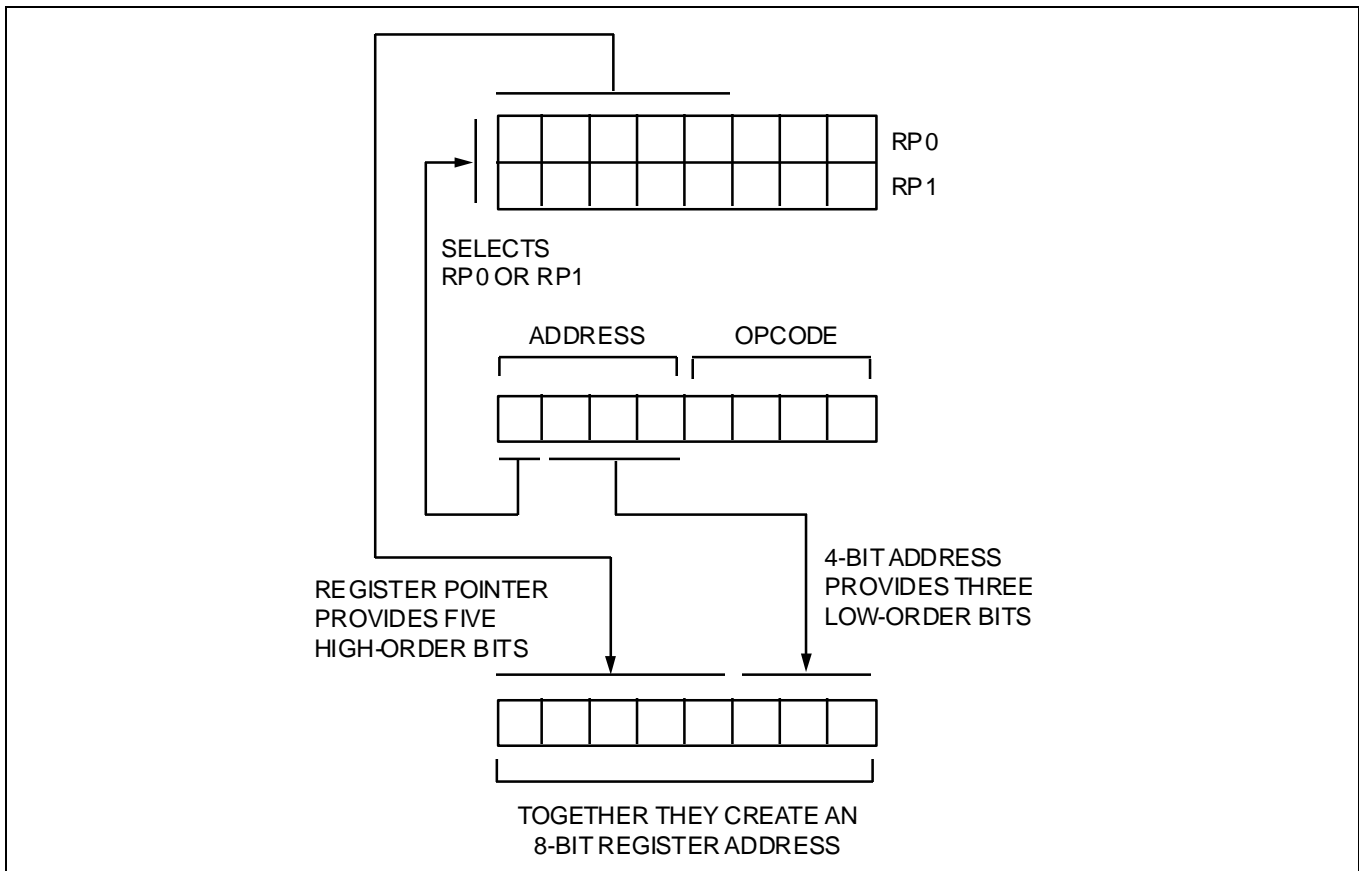 RP0
RP1
SELECTS
RP0 OR RP1
ADDRESS OPCODE
REGISTER POINTER
PROVIDES FIVE
HIGH-ORDER BITS
4-BIT ADDRESS
PROVIDES THREE
LOW-ORDER BITS
TOGETHER THEY CREATE AN
8-BIT REGISTER ADDRESS